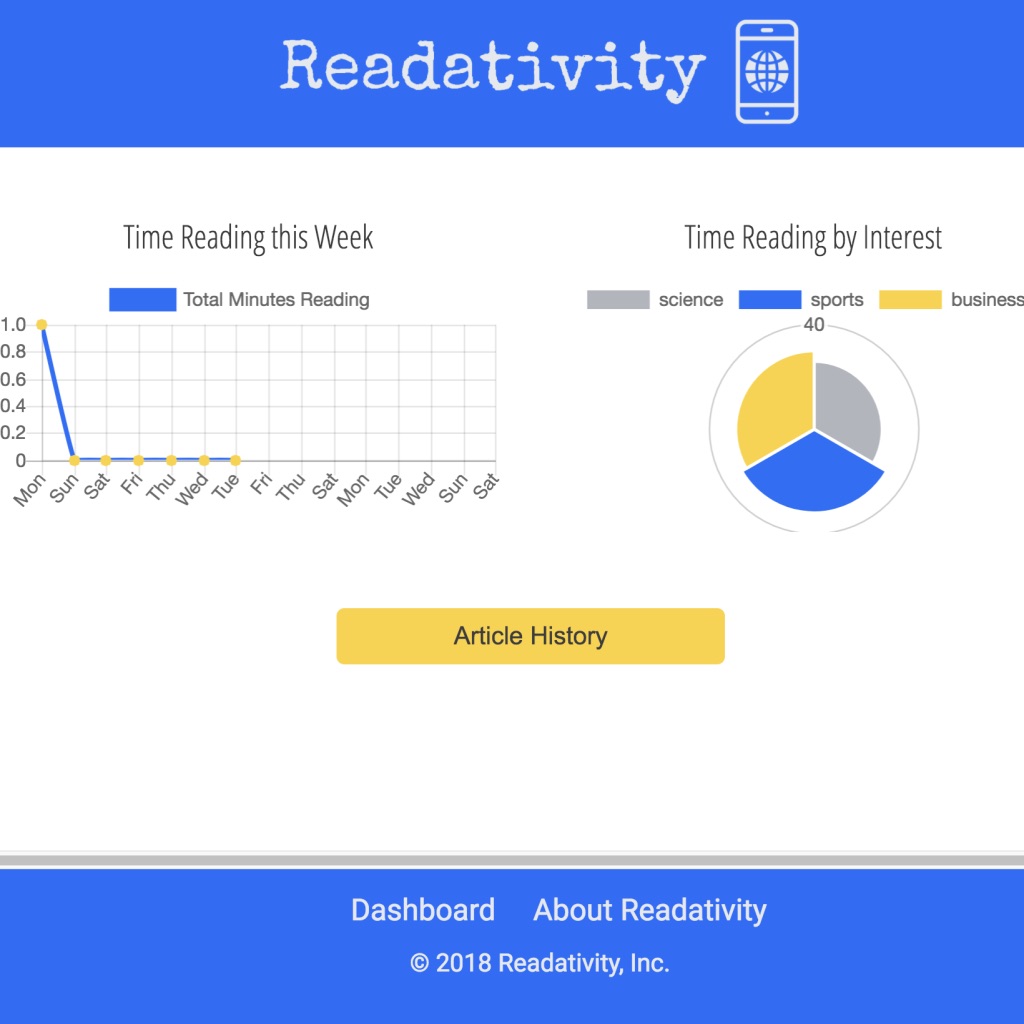 Readativity
Time Reading this Week
Time Reading by Interest
Total Minutes Reading
science sports business
1.0
0.8
0.6
0.4
0.2
0
Mon Sun Sat Fri Thu Wed Tue Fri Thu Sat Mon Tue Wed Sun Sat
40
Article History
Dashboard About Readativity
© 2018 Readativity, Inc.